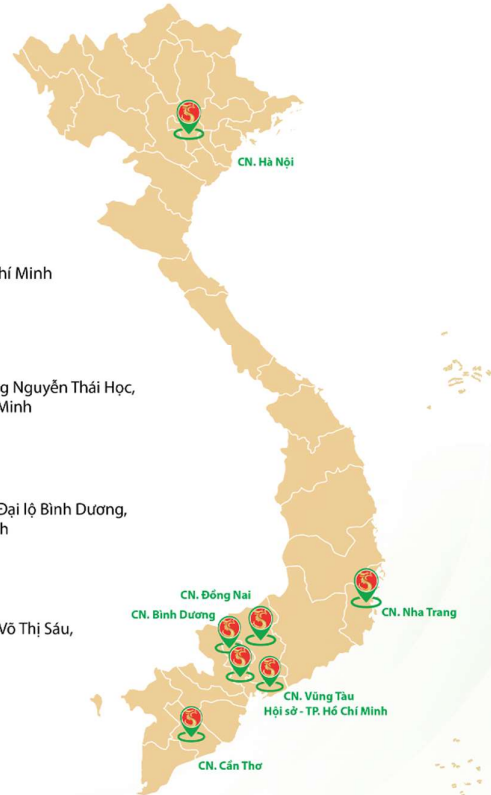 CN. Hà Nội
hí Minh
g Nguyễn Thái Học,
Minh
Đại lộ Bình Dương,
h
CN. Đồng Nai
CN. Bình Dương
CN. Nha Trang
Võ Thị Sáu,
CN. Vũng Tàu
Hội sở - TP. Hồ Chí Minh
CN. Cần Thơ